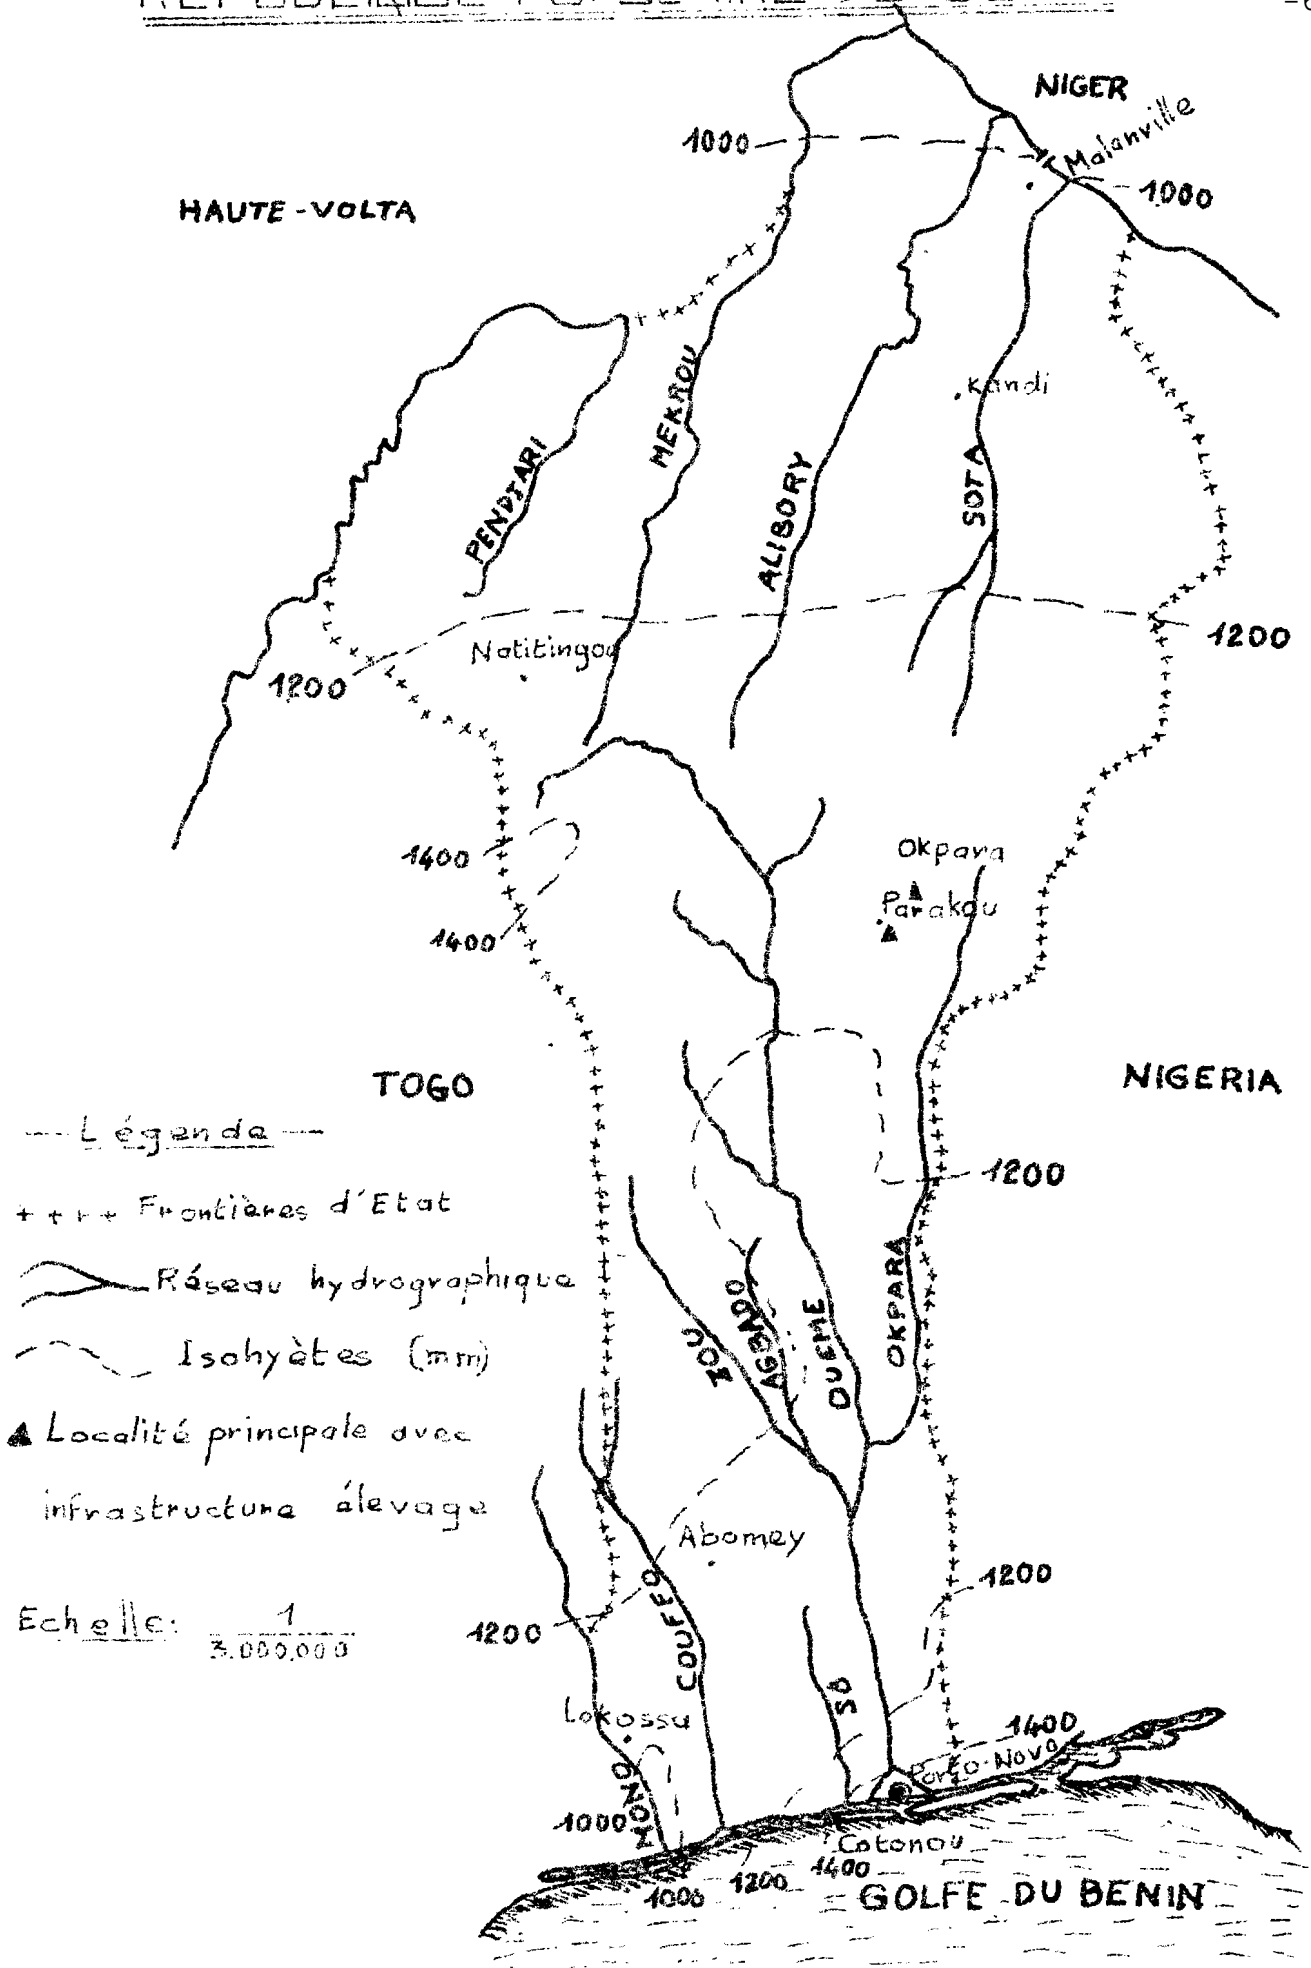 NIGER
1000
Malanville
1000
HAUTE-VOLTA
Kandi
MEKROU
PENDJARI
ALIBORY
SOTA
Natitingou
1200
1200
1400
1400
Okpara
Parakou
TOGO
NIGERIA
Légende
1200
++++ Frontières d'Etat
Réseau hydrographique
Isohyètes (mm)
▲ Localité principale avec
infrastructure élevage
ZOU
AGBADO
OUEME
OKPARA
Abomey
1200
Echelle: 1
3.000.000
1200
COUFFO
SO
Lokossa
1400
Porto-Novo
MONO
1000
Cotonou
1000
1200
1400
GOLFE DU BENIN